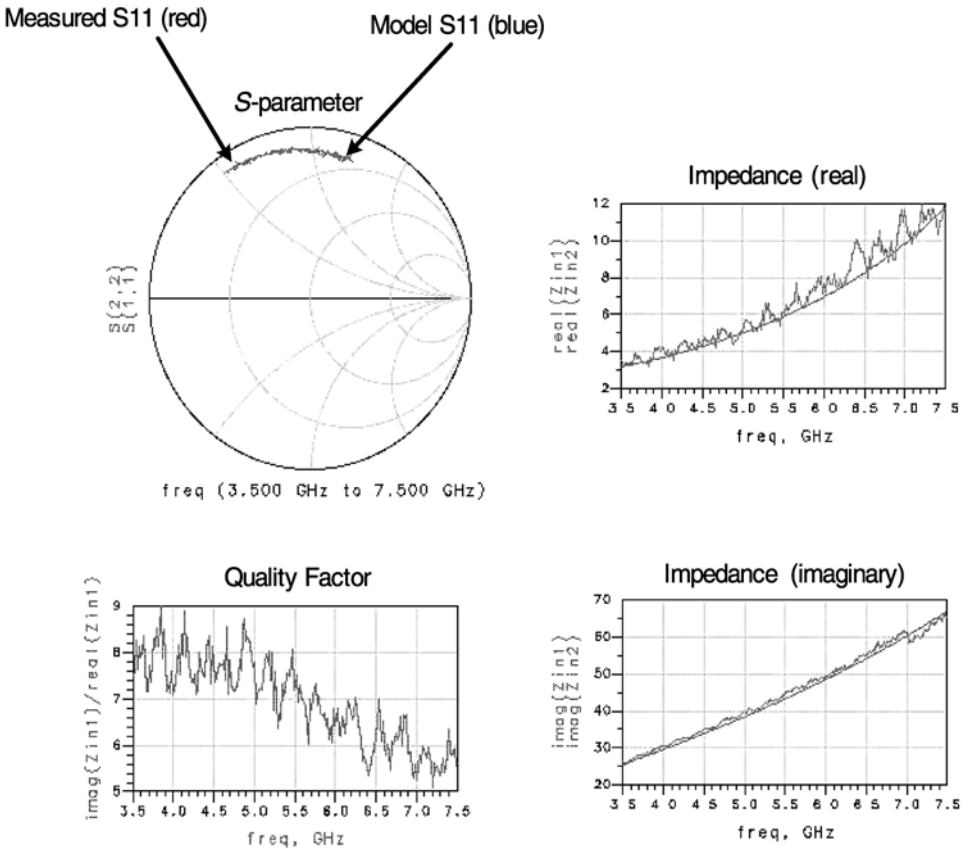 Measured S11 (red)
Model S11 (blue)
S-parameter
S{2,2}
S{1,1}
freq (3.500 GHz to 7.500 GHz)
Impedance (real)
real{Zin1}
real{Zin2}
12
10
8
6
4
2
3 5 4 0 4.5 5.0 5.5 6 0 6.5 7.0 7 5
freq, GHz
Quality Factor
imag{Zin1}/real{Zin1}
9
8
7
6
5
3.5 4.0 4.5 5.0 5.5 6.0 6.5 7.0 7.5
freq, GHz
Impedance (imaginary)
imag{Zin1}
imag{Zin2}
70
60
50
40
30
20
3 5 4 0 4.5 5.0 5.5 6 0 6.5 7.0 7.5
freq, GHz